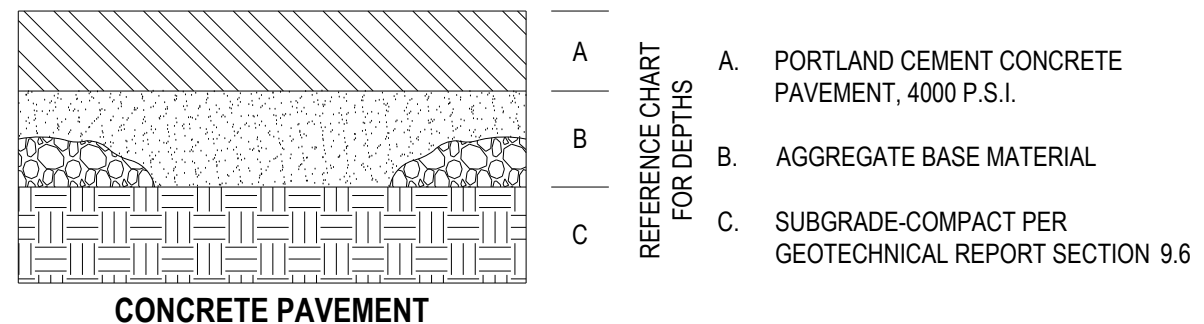 A
B
C
REFERENCE CHART
FOR DEPTHS
A. PORTLAND CEMENT CONCRETE
PAVEMENT, 4000 P.S.I.
B. AGGREGATE BASE MATERIAL
C. SUBGRADE-COMPACT PER
GEOTECHNICAL REPORT SECTION 9.6
CONCRETE PAVEMENT